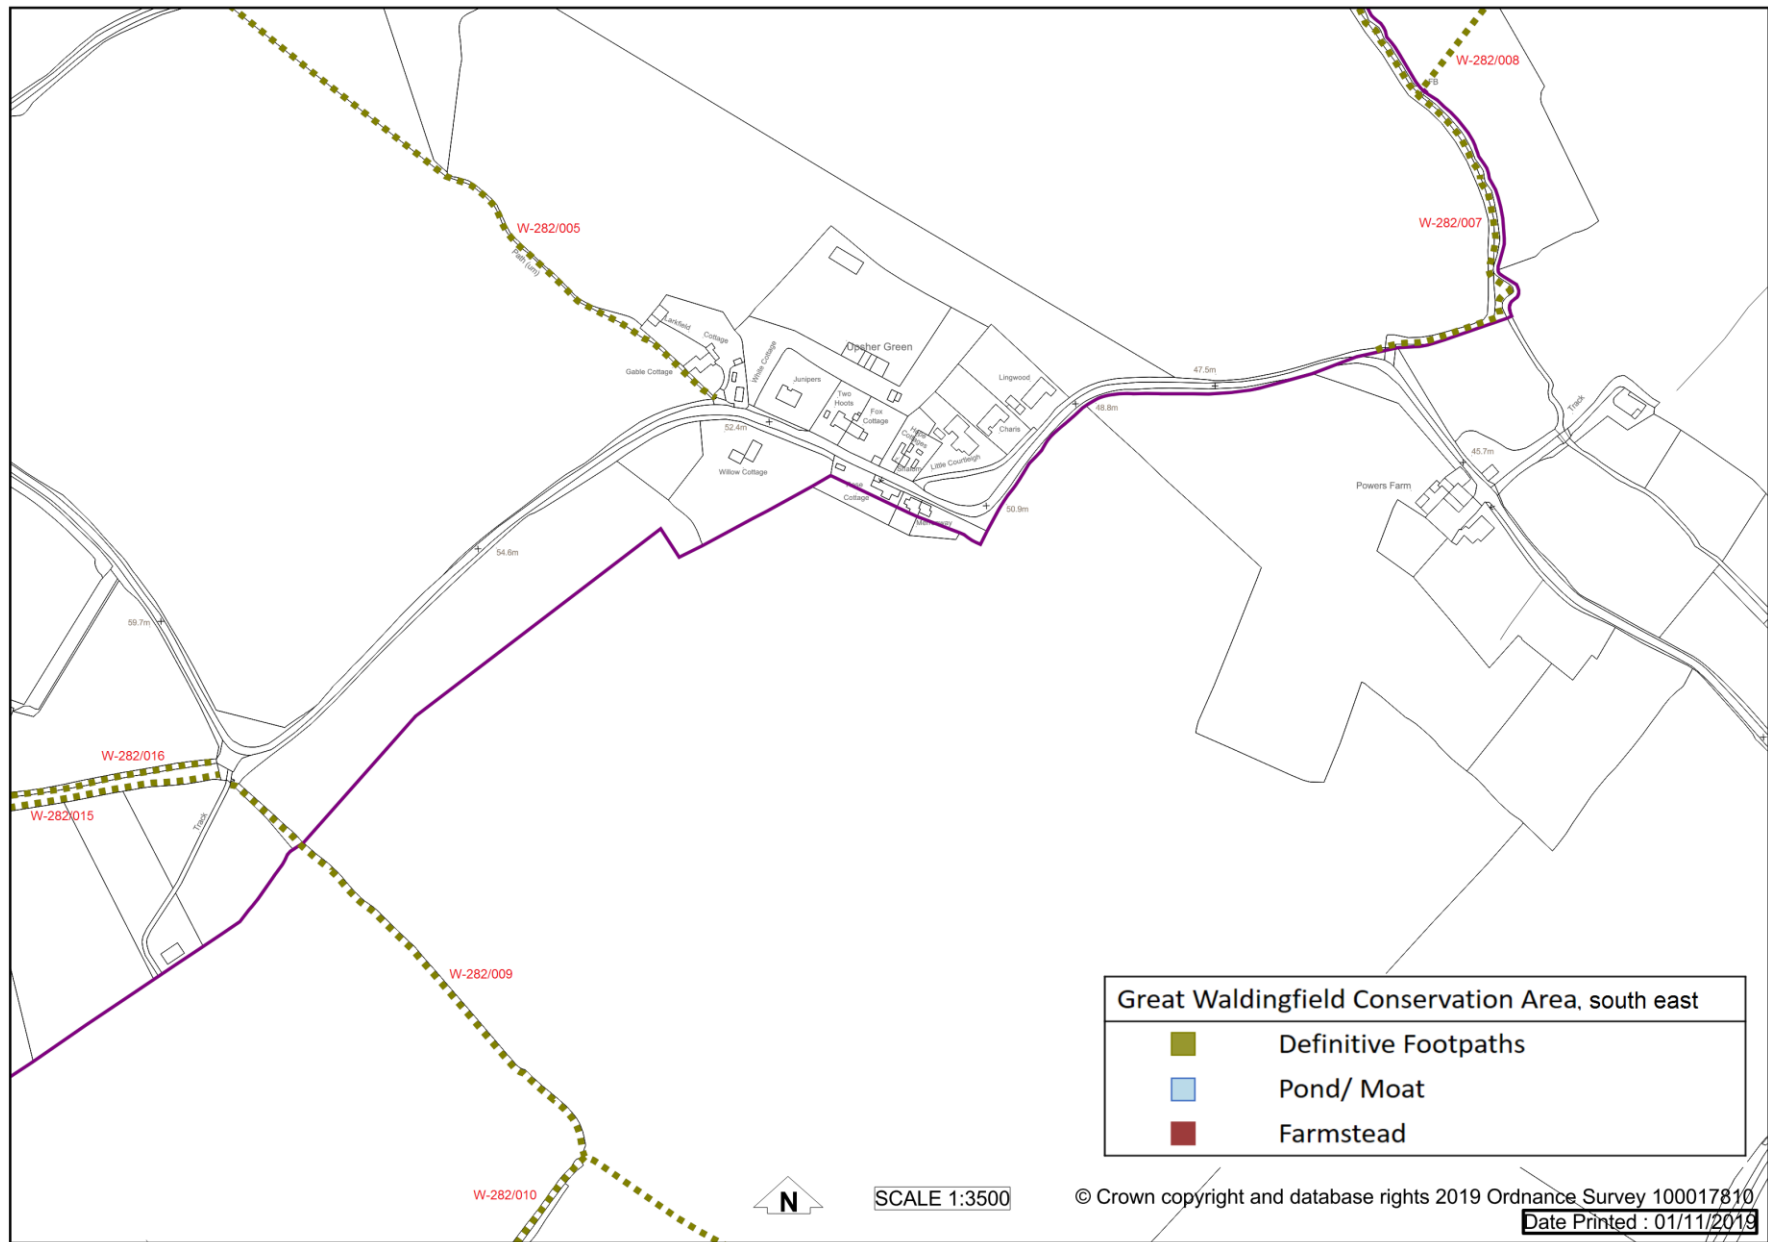 W-282/008
FB
W-282/007
W-282/005
Path (um)
Larkfield
Cottage
White Cottage
Upsher Green
Gable Cottage
Junipers
Lingwood
47.5m
Two
Hoots
Fox
Cottage
48.8m
52.4m
Hope
Cottages
Charis
Track
Little Courtleigh
Willow Cottage
45.7m
Rose
Cottage
Powers Farm
50.9m
54.6m
59.7m
W-282/016
W-282/015
Track
W-282/009
W-282/010
Great Waldingfield Conservation Area, south east
Definitive Footpaths
Pond/ Moat
Farmstead
N
SCALE 1:3500
© Crown copyright and database rights 2019 Ordnance Survey 100017810
Date Printed : 01/11/2019